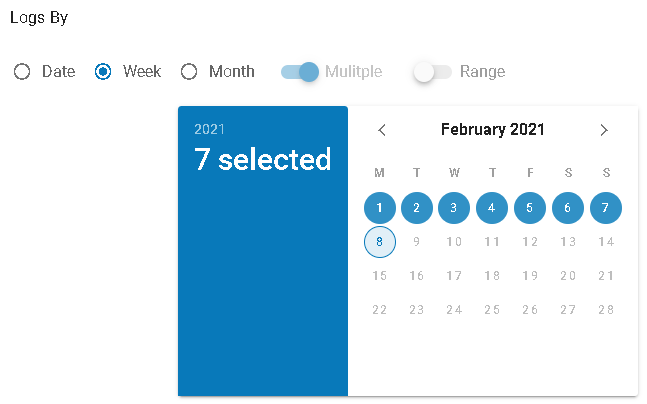 Logs By
Date Week Month Mulitple Range
2021
7 selected
February 2021
M T W T F S S
1 2 3 4 5 6 7
8 9 10 11 12 13 14
15 16 17 18 19 20 21
22 23 24 25 26 27 28